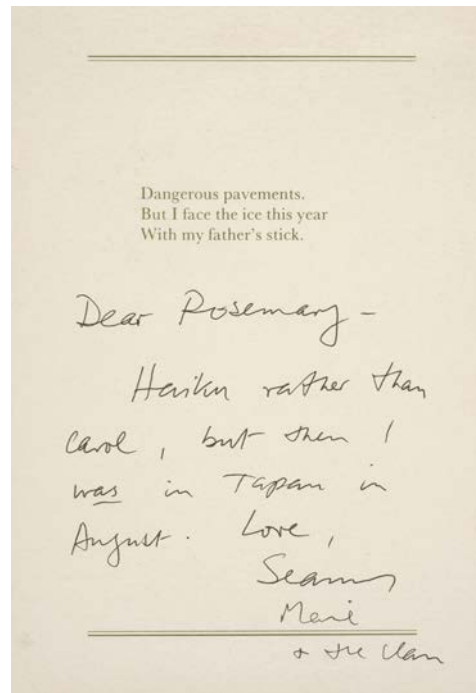 Dangerous pavements.
But I face the ice this year
With my father's stick.
Dear Rosemary –
Haiku rather than
carol, but then I
was in Japan in
August. Love,
Seamus
Marie
+ the clan